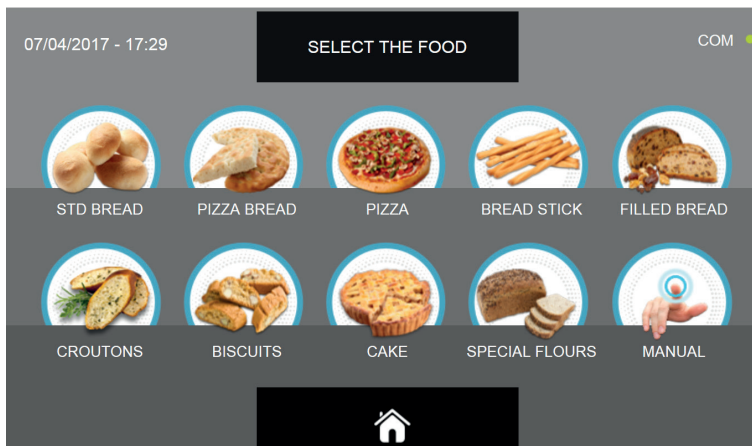 07/04/2017 - 17:29
SELECT THE FOOD
COM
STD BREAD
PIZZA BREAD
PIZZA
BREAD STICK
FILLED BREAD
CROUTONS
BISCUITS
CAKE
SPECIAL FLOURS
MANUAL